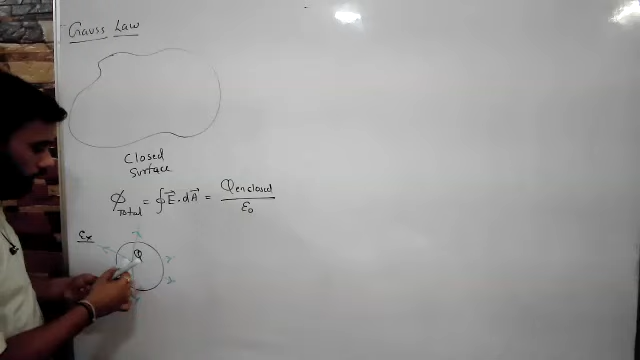 Gauss Law
Closed
Surface
ϕTotal = ∮E⃗.dA⃗ = Qenclosed / ε₀
Ex
Q